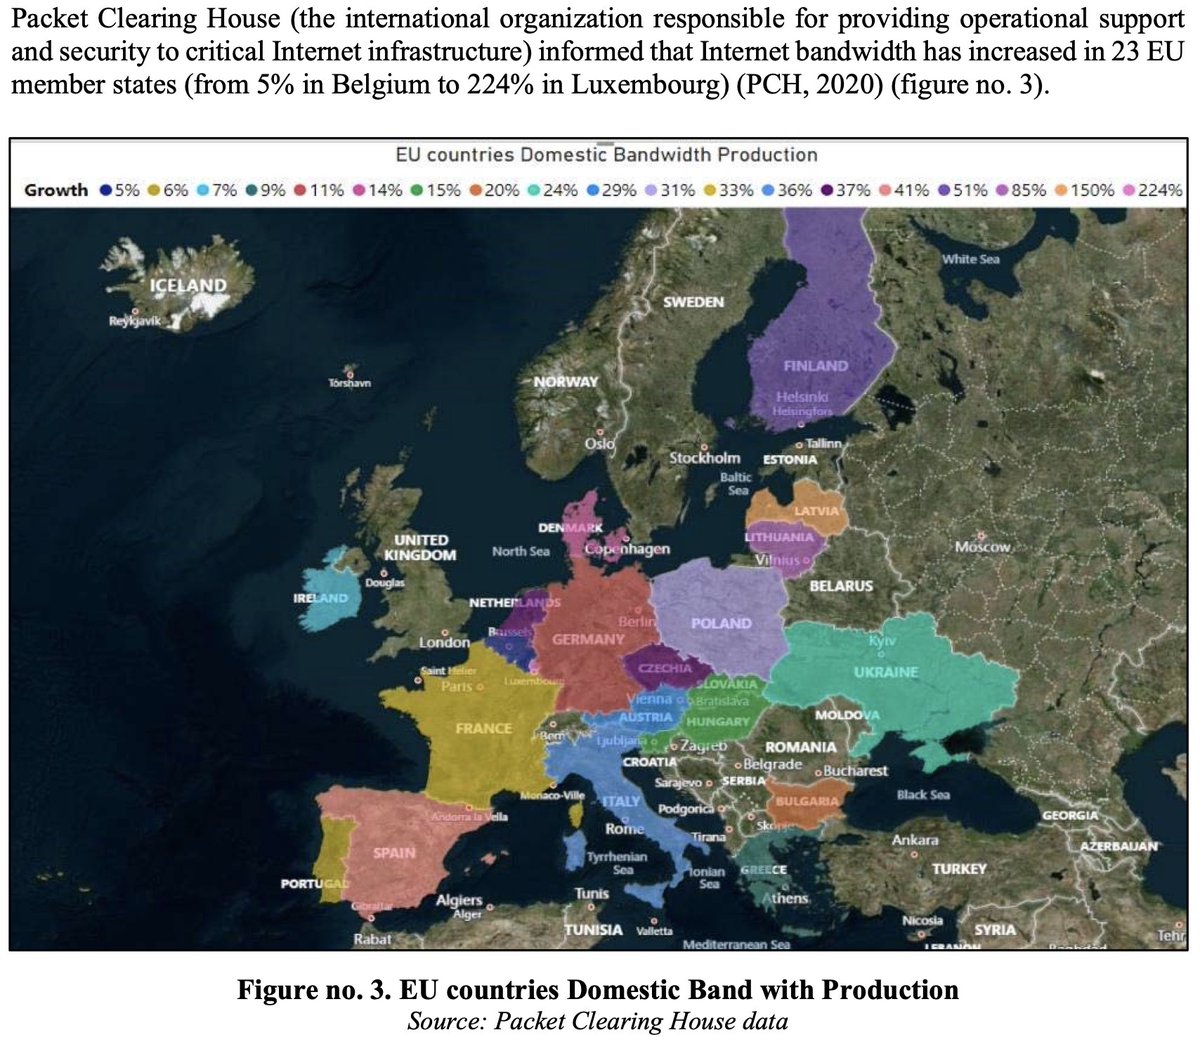 Packet Clearing House (the international organization responsible for providing operational support
and security to critical Internet infrastructure) informed that Internet bandwidth has increased in 23 EU
member states (from 5% in Belgium to 224% in Luxembourg) (PCH, 2020) (figure no. 3).
EU countries Domestic Bandwidth Production
Growth 5% 6% 7% 9% 11% 14% 15% 20% 24% 29% 31% 33% 36% 37% 41% 51% 85% 150% 224%
White Sea
ICELAND
SWEDEN
Reykjavík
FINLAND
NORWAY
Tórshavn
Helsinki
Helsingfors
Oslo
Tallinn
Stockholm
ESTONIA
Baltic
Sea
LATVIA
DENMARK
LITHUANIA
UNITED
KINGDOM
North Sea
Copenhagen
Moscow
Vilnius
Douglas
BELARUS
IRELAND
NETHERLANDS
Berlin
POLAND
Brussels
GERMANY
London
Kyiv
Saint Helier
CZECHIA
UKRAINE
Luxembourg
Paris
SLOVAKIA
Vienna
Bratislava
AUSTRIA
MOLDOVA
FRANCE
HUNGARY
Bern
Ljubljana
Zagreb
ROMANIA
CROATIA
Belgrade
Bucharest
Sarajevo
SERBIA
Monaco-Ville
ITALY
Podgorica
BULGARIA
Black Sea
Andorra la Vella
Rome
Tirana
Skopje
GEORGIA
SPAIN
Ankara
AZERBAIJAN
Tyrrhenian
Sea
Ionian
Sea
GREECE
TURKEY
PORTUGAL
Algiers
Alger
Tunis
Athens
Gibraltar
Nicosia
Rabat
TUNISIA
Valletta
SYRIA
Tehr
Mediterranean Sea
LEBANON
Baghdad
Figure no. 3. EU countries Domestic Band with Production
Source: Packet Clearing House data